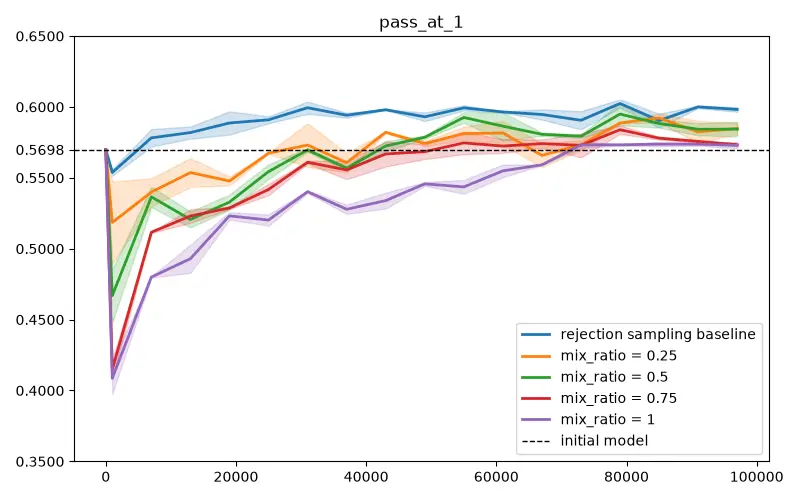 pass_at_1
0.6500
0.6000
0.5698
0.5500
0.5000
0.4500
0.4000
0.3500
rejection sampling baseline
mix_ratio = 0.25
mix_ratio = 0.5
mix_ratio = 0.75
mix_ratio = 1
initial model
0
20000
40000
60000
80000
100000